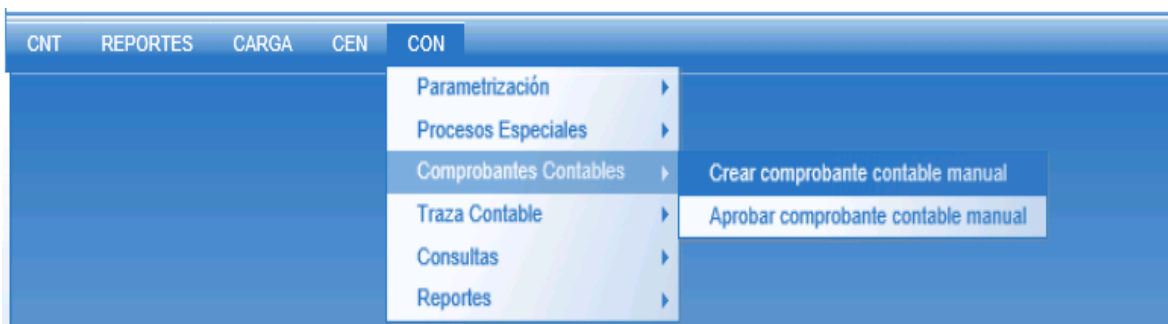 CNT REPORTES CARGA CEN CON
Parametrización
Procesos Especiales
Comprobantes Contables
Crear comprobante contable manual
Traza Contable
Aprobar comprobante contable manual
Consultas
Reportes